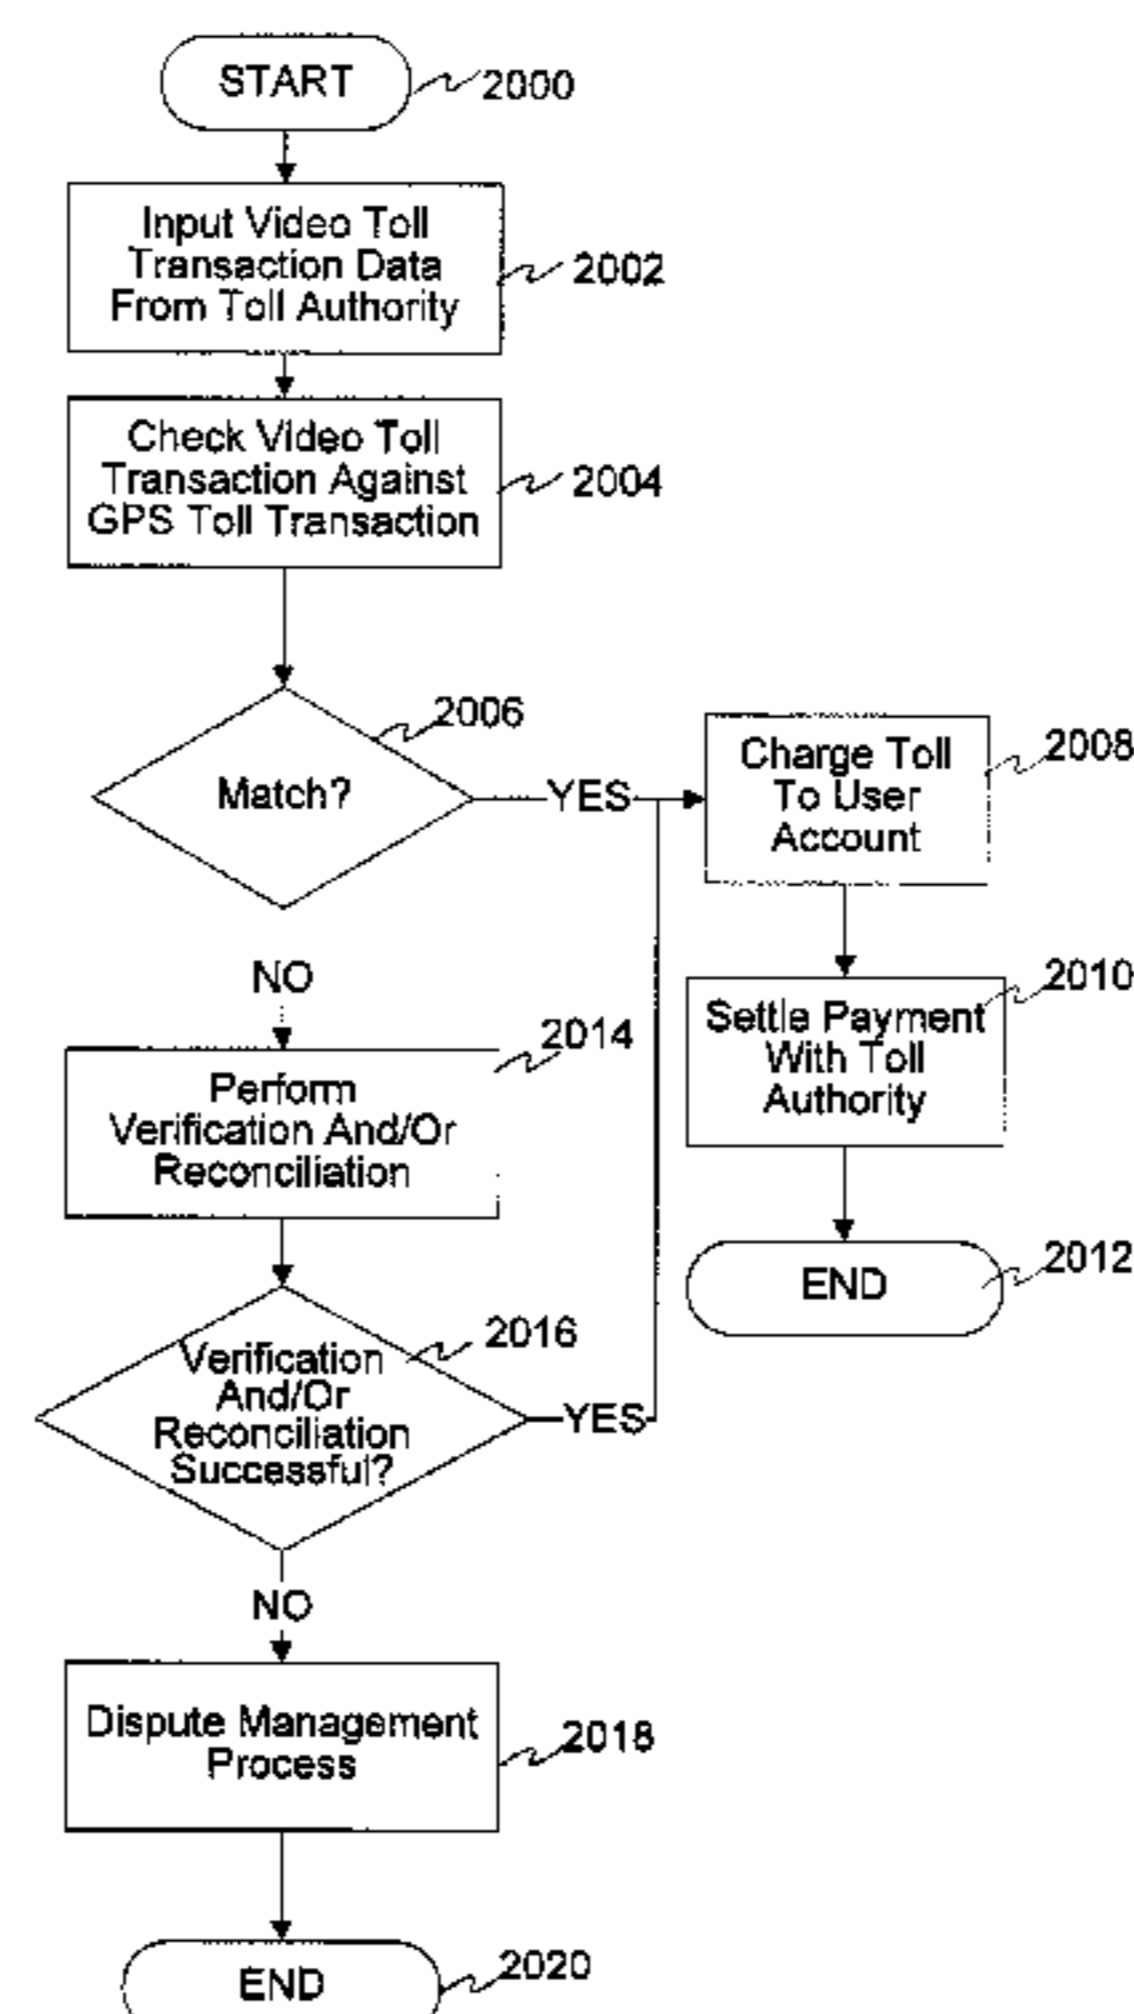 START
2000
Input Video Toll
Transaction Data
From Toll Authority
2002
Check Video Toll
Transaction Against
GPS Toll Transaction
2004
Match?
2006
YES
Charge Toll
To User
Account
2008
Settle Payment
With Toll
Authority
2010
END
2012
NO
Perform
Verification And/Or
Reconciliation
2014
Verification
And/Or
Reconciliation
Successful?
2016
YES
NO
Dispute Management
Process
2018
END
2020